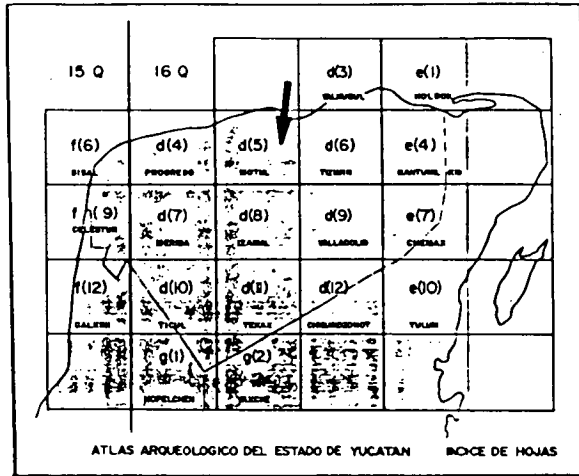 15 Q 16 Q d(3) e(1)
f(6) d(4) d(5) d(6) e(4)
SISAL PROGRESO MOTUL TIZIMIN
(9) d(7) d(8) d(9) e(7)
CELESTUN MERIDA IZAMAL VALLADOLID CHEMAX
f(12) d(10) d(11) d(12) e(10)
TICUL TEKAX TULUM
g(1) g(2)
HOPELCHEN
ATLAS ARQUEOLOGICO DEL ESTADO DE YUCATAN INDICE DE HOJAS